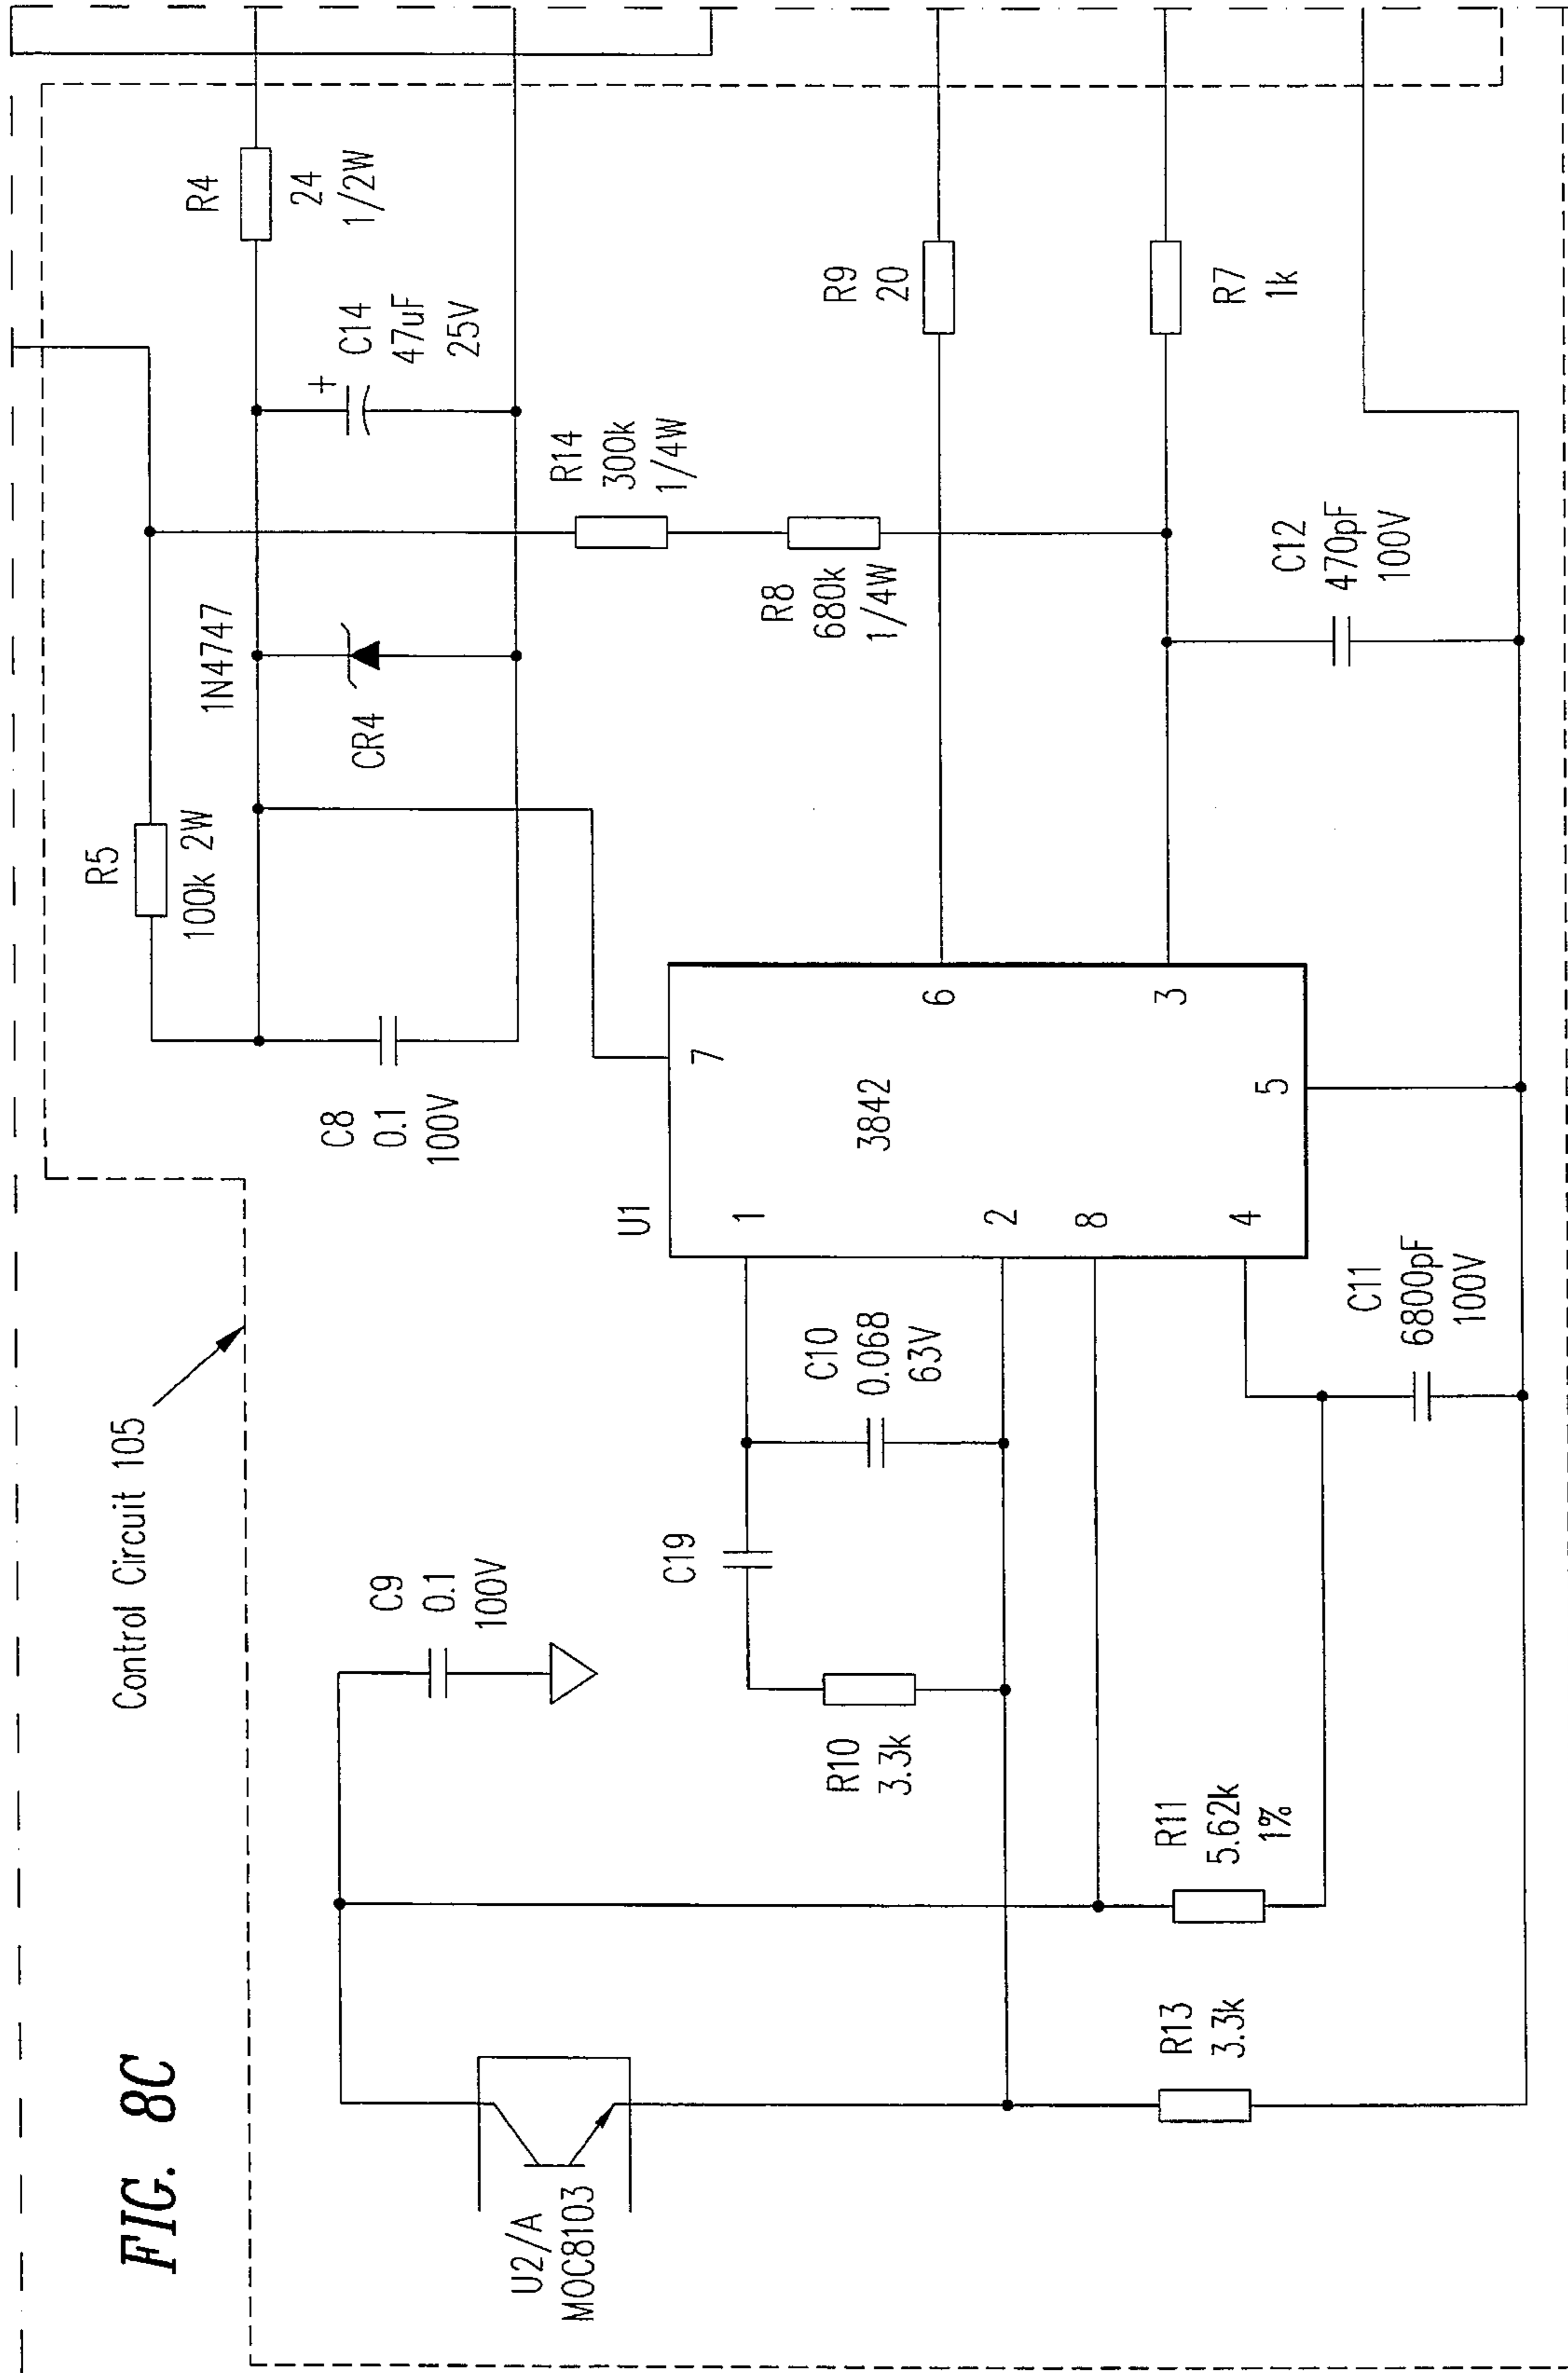 FIG. 8C
Control Circuit 105
U2/A
MOC8103
C9
0.1
100V
R13
3.3k
R11
5.62k
1%
R10
3.3k
C19
C10
0.068
63V
C11
6800pF
100V
U1
3842
1
2
8
4
7
6
3
5
C8
0.1
100V
R5
100k 2W
1N4747
CR4
C14
+
47uF
25V
R4
24
1/2W
R14
300k
1/4W
R8
680k
1/4W
R9
20
R7
1k
C12
470pF
100V